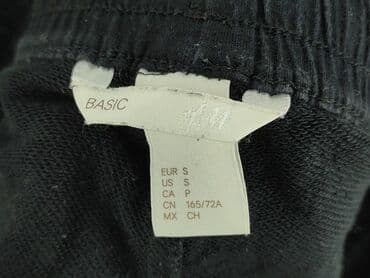 BASIC
H&M
EUR S
US S
CA P
CN 165/72A
MX CH